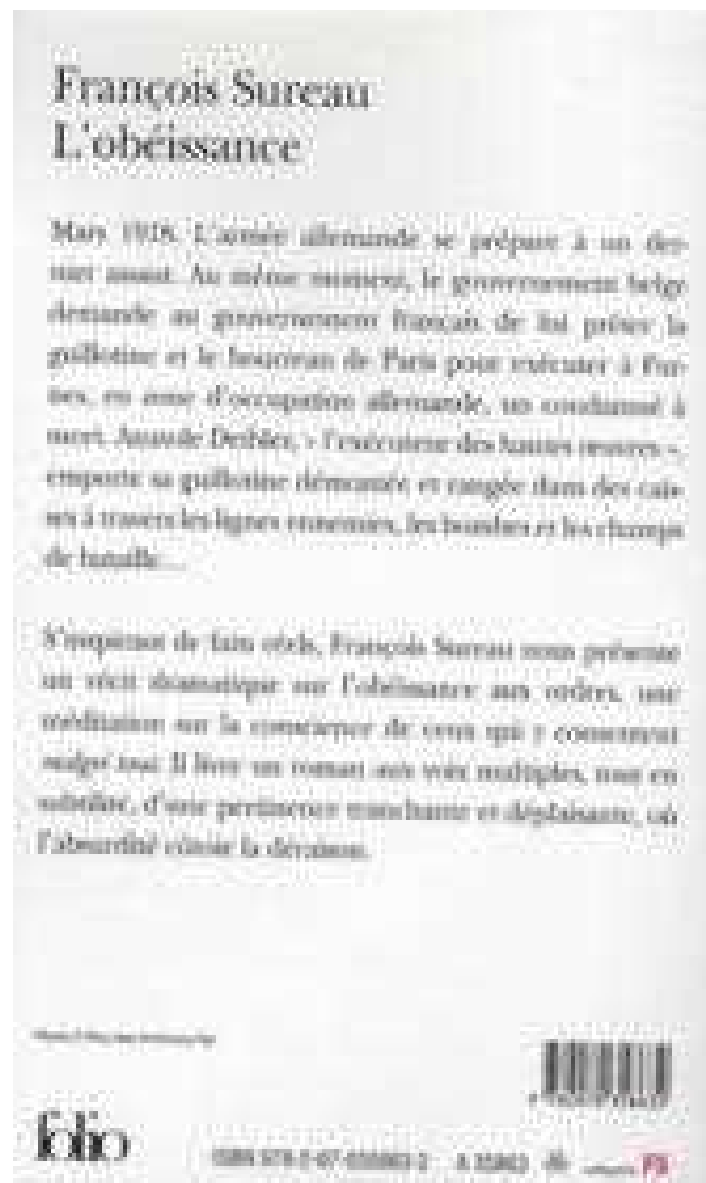 François Sureau
L'obéissance
Mars 1918. L'armée allemande se prépare à un der-
nier assaut. Au même moment, le gouvernement belge
demande au gouvernement français de lui prêter la
guillotine et le bourreau de Paris pour exécuter à Fur-
nes, en zone d'occupation allemande, un condamné à
mort. Anatole Deibler, « l'exécuteur des hautes œuvres »,
emporte sa guillotine démontée et rangée dans des cais-
ses à travers les lignes ennemies, les bombes et les champs
de bataille...
S'inspirant de faits réels, François Sureau nous présente
un récit dramatique sur l'obéissance aux ordres, une
méditation sur la conscience de ceux qui y consentent
malgré tout. Il livre un roman aux voix multiples, tout en
subtilité, d'une pertinence tranchante et déplaisante, où
l'absurdité côtoie la déraison.
folio
ISBN A 35863